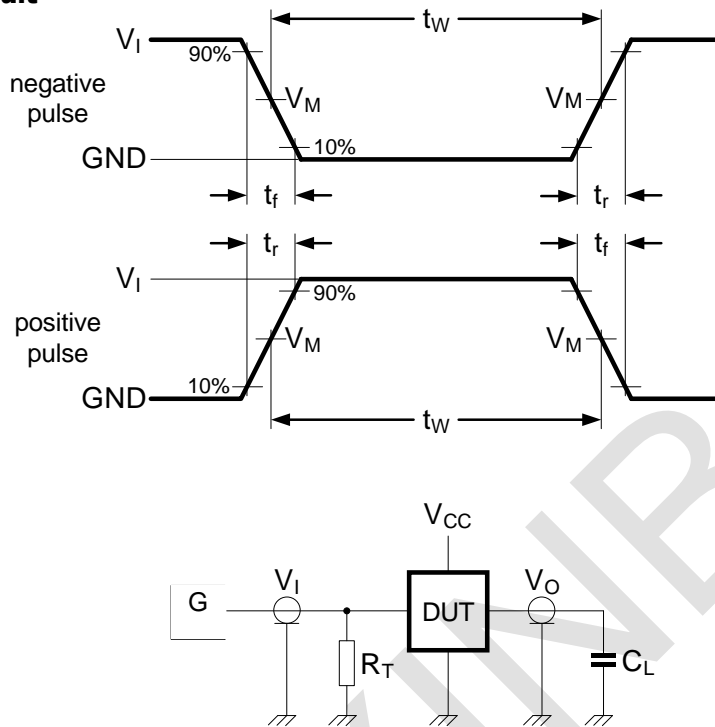 t_W
V_I
90%
negative
pulse
V_M
V_M
GND
10%
t_f
t_r
t_r
t_f
V_I
90%
positive
pulse
V_M
V_M
10%
GND
t_W
V_CC
G
V_I
DUT
V_O
R_T
C_L